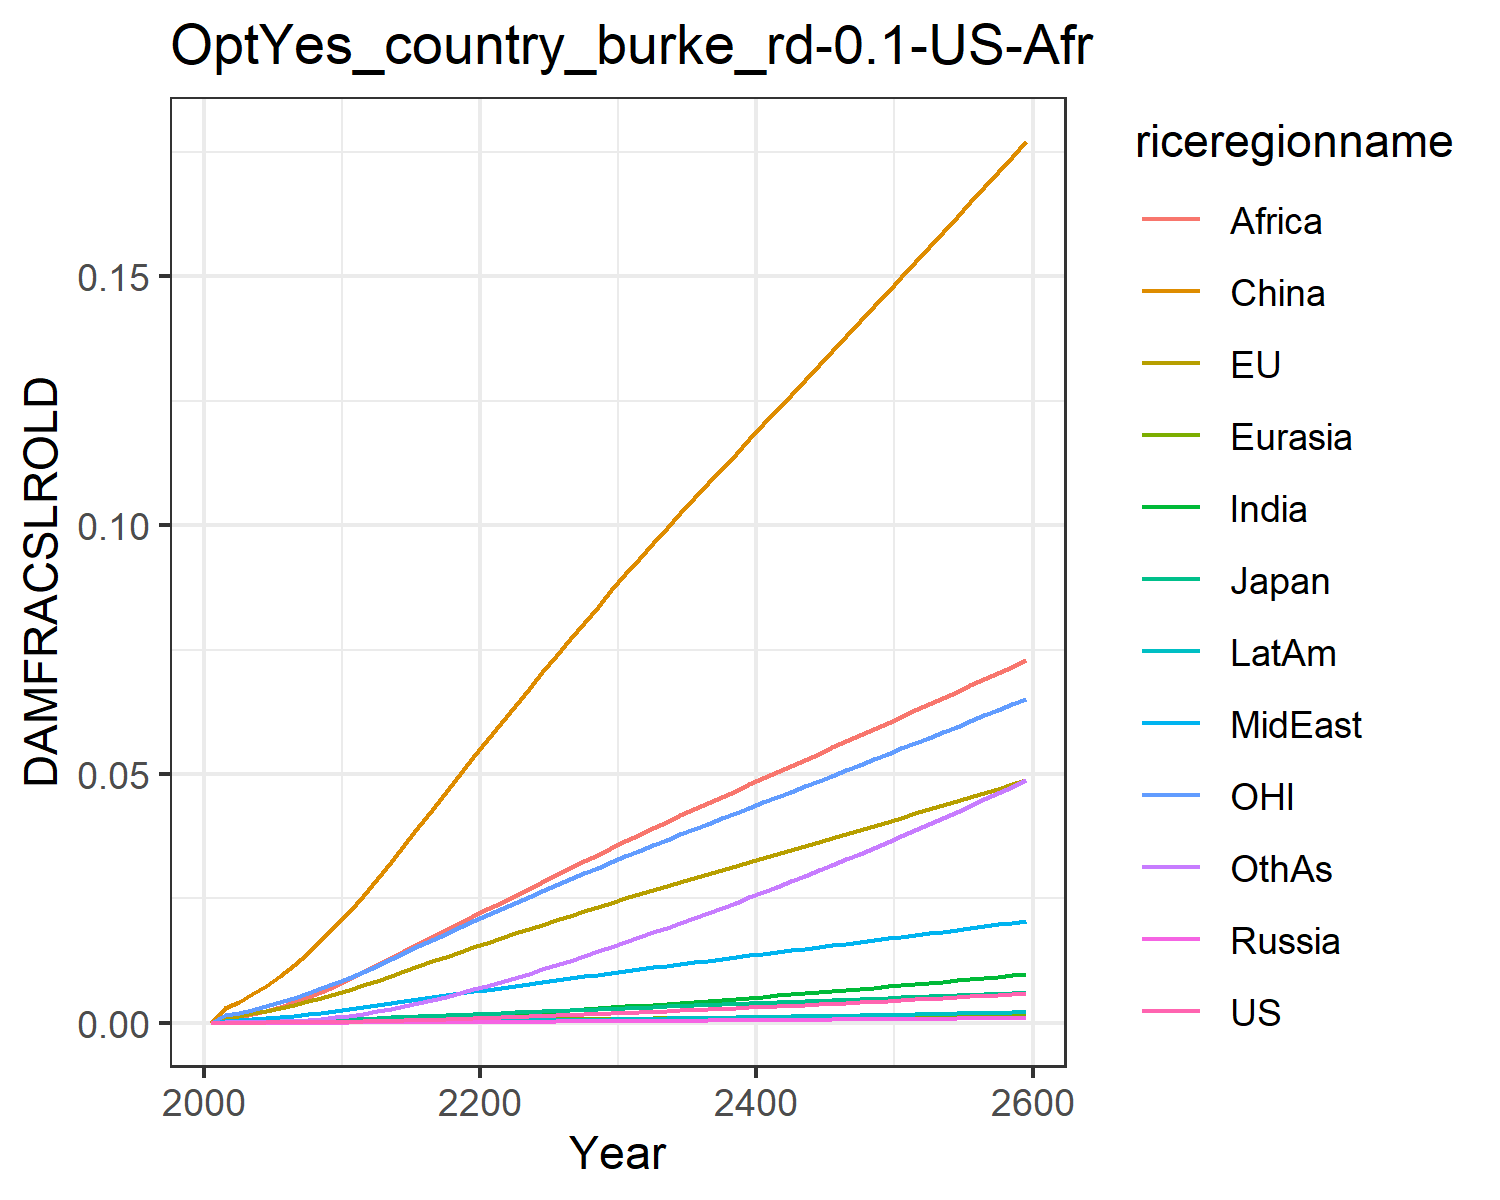 OptYes_country_burke_rd-0.1-US-Afr
DAMFRACSLROLD
0.15
0.10
0.05
0.00
2000
2200
2400
2600
Year
riceregionname
Africa
China
EU
Eurasia
India
Japan
LatAm
MidEast
OHI
OthAs
Russia
US